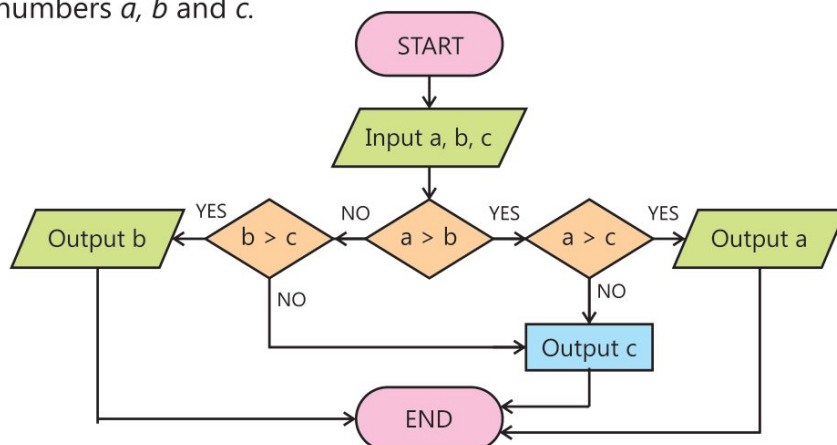 numbers a, b and c.
START
Input a, b, c
YES
NO
YES
YES
Output b
b > c
a > b
a > c
Output a
NO
NO
Output c
END